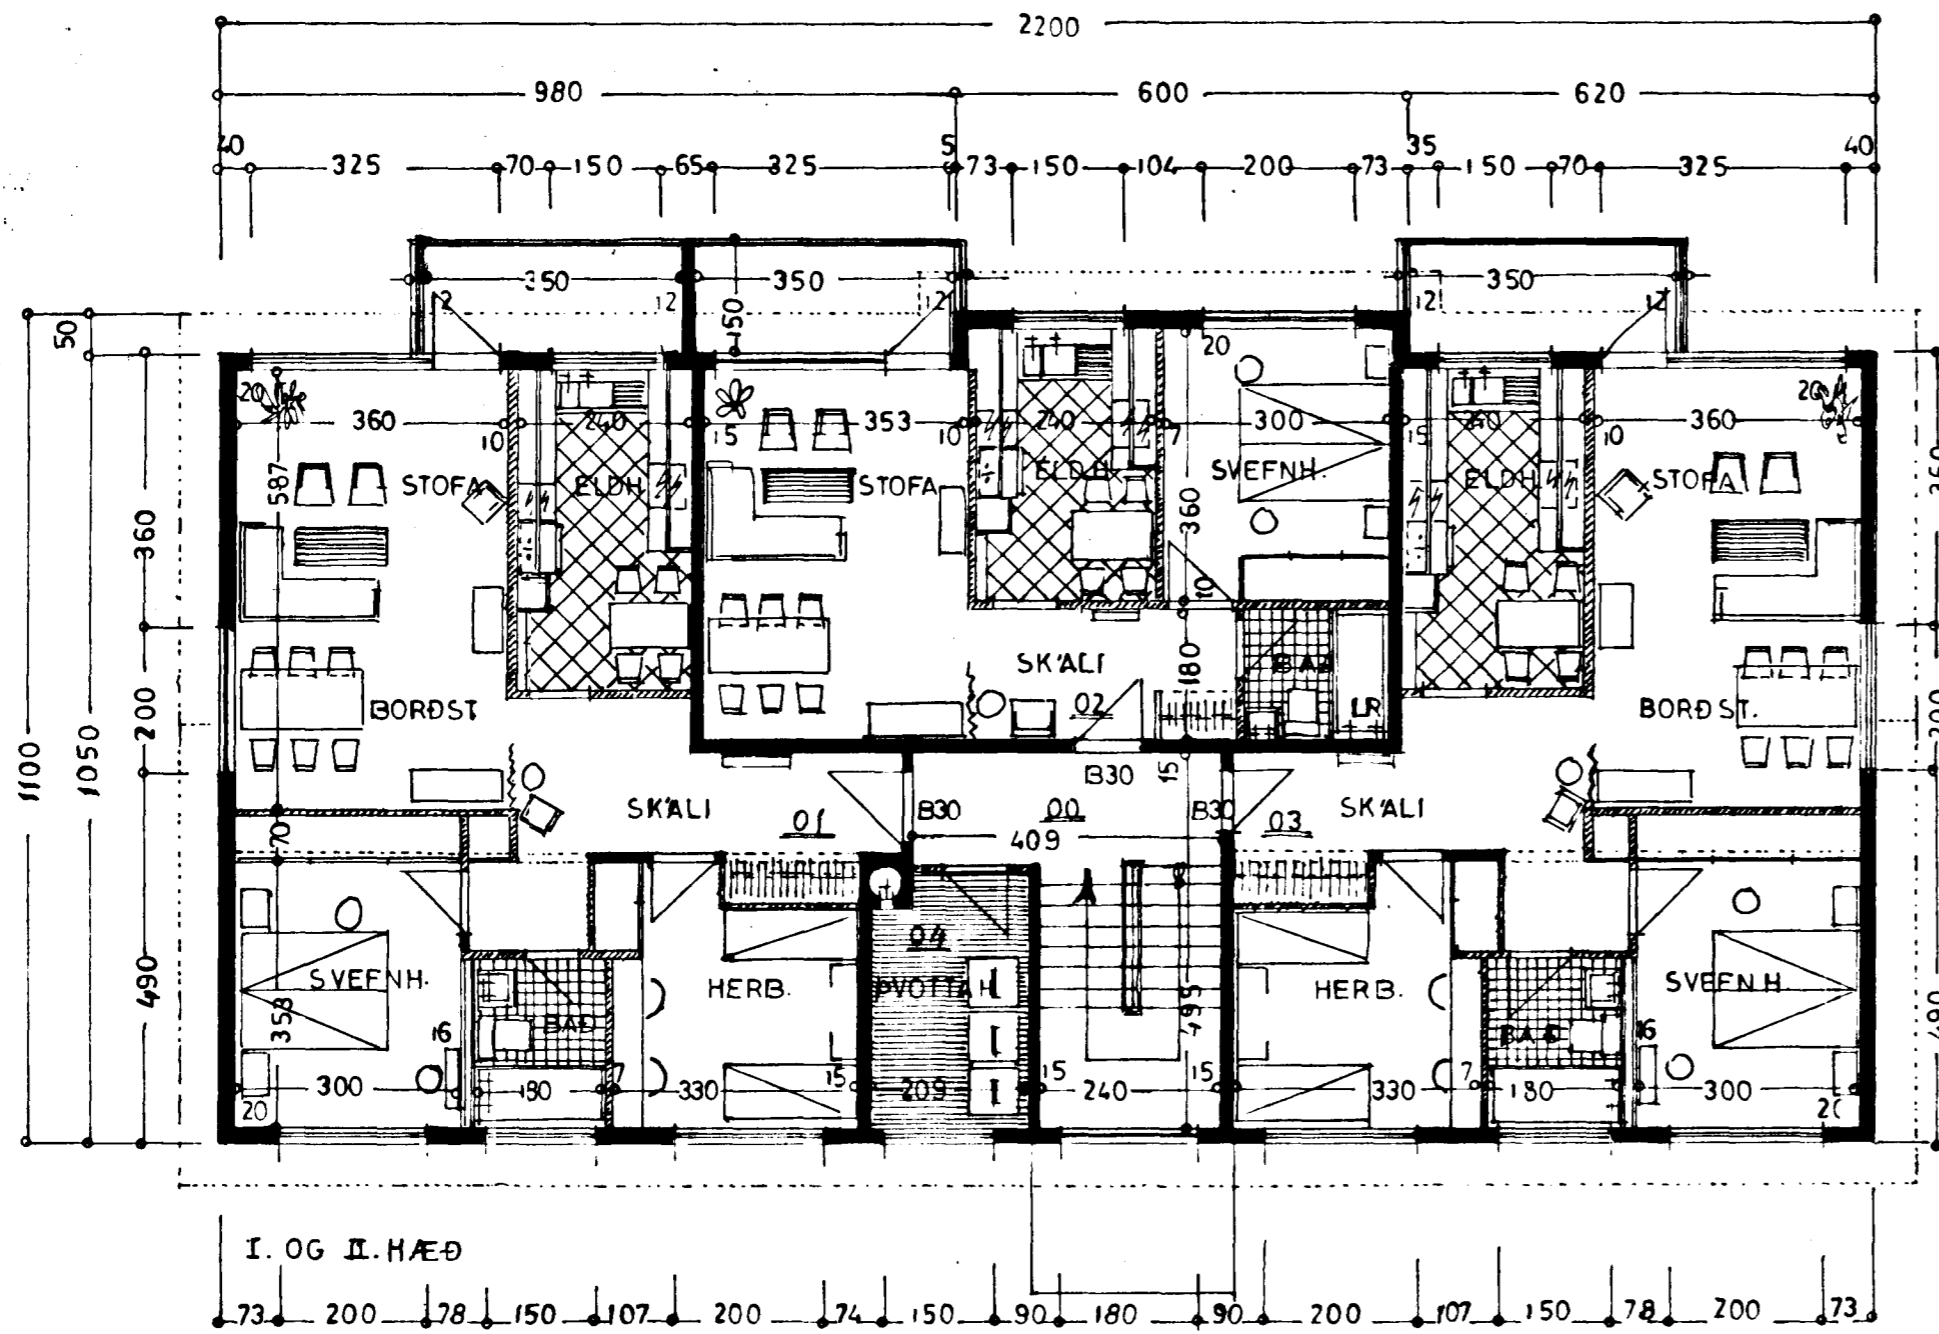 2200
980 600 620
40 325 70 150 65 325 5 73 150 104 200 73 35 150 70 325 40
350 350 350
12 12 12 12 12
50 150
20 20 20
360 10 240 15 353 10 240 7 300 15 240 10 360
587 STOFA ELDH STOFA ELDH SVEFNH. ELDH STOFA
360 360
10
200 BORÐST SKÁLI 180 BAÐ LR BORÐST.
02
1100 1050
B30 15
SKÁLI 01 B30 00 B30 03 SKÁLI
409
70
04
490 SVEFNH. HERB. ÞVOTTAH HERB. SVEFNH 490
358 BAÐ 495 BAÐ
16 16
300 180 7 330 15 209 15 240 15 330 7 180 300
20
I. OG II. HÆÐ
73 200 78 150 107 200 74 150 90 180 90 200 107 150 78 200 73